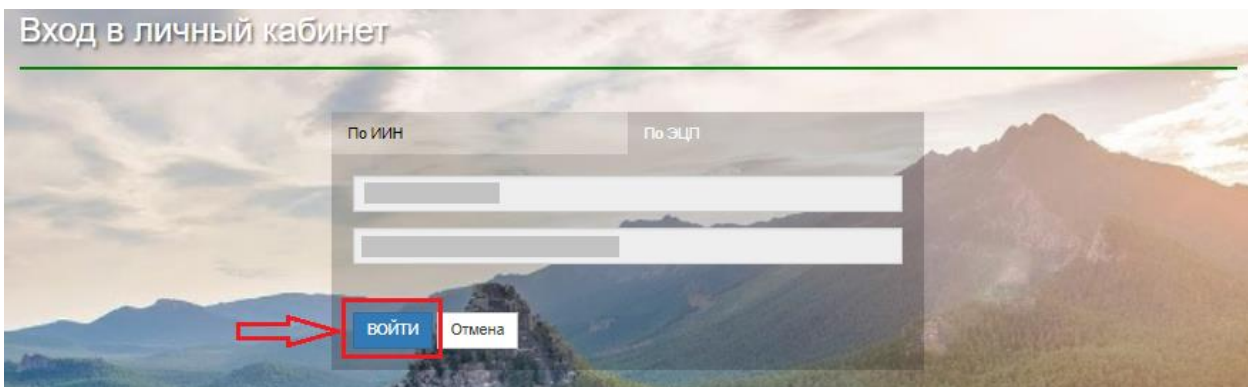 Вход в личный кабинет
По ИИН По ЭЦП
ВОЙТИ Отмена